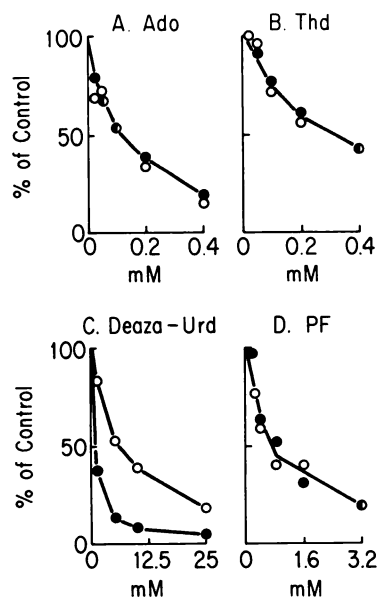 A. Ado
B. Thd
100
50
0
% of Control
0 0.2 0.4
mM
0 0.2 0.4
mM
C. Deaza-Urd
D. PF
100
50
0
% of Control
0 12.5 25
mM
0 1.6 3.2
mM